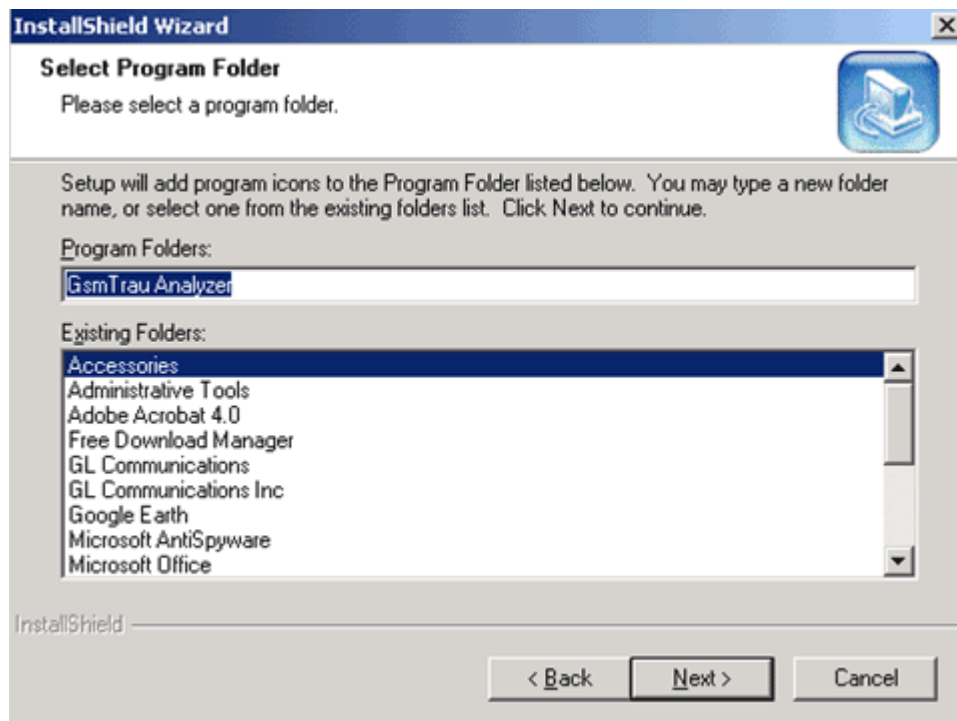 InstallShield Wizard
Select Program Folder
Please select a program folder.
Setup will add program icons to the Program Folder listed below. You may type a new folder
name, or select one from the existing folders list. Click Next to continue.
Program Folders:
GsmTrau Analyzer
Existing Folders:
Accessories
Administrative Tools
Adobe Acrobat 4.0
Free Download Manager
GL Communications
GL Communications Inc
Google Earth
Microsoft AntiSpyware
Microsoft Office
InstallShield
< Back Next > Cancel